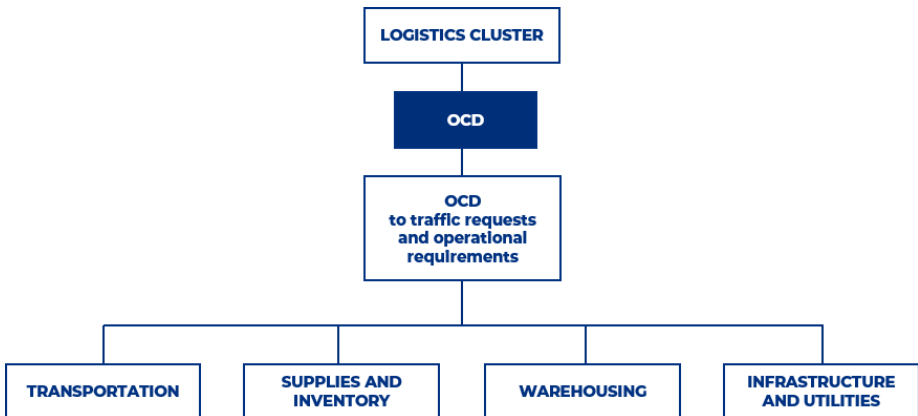 LOGISTICS CLUSTER
OCD
OCD
to traffic requests
and operational
requirements
TRANSPORTATION
SUPPLIES AND
INVENTORY
WAREHOUSING
INFRASTRUCTURE
AND UTILITIES